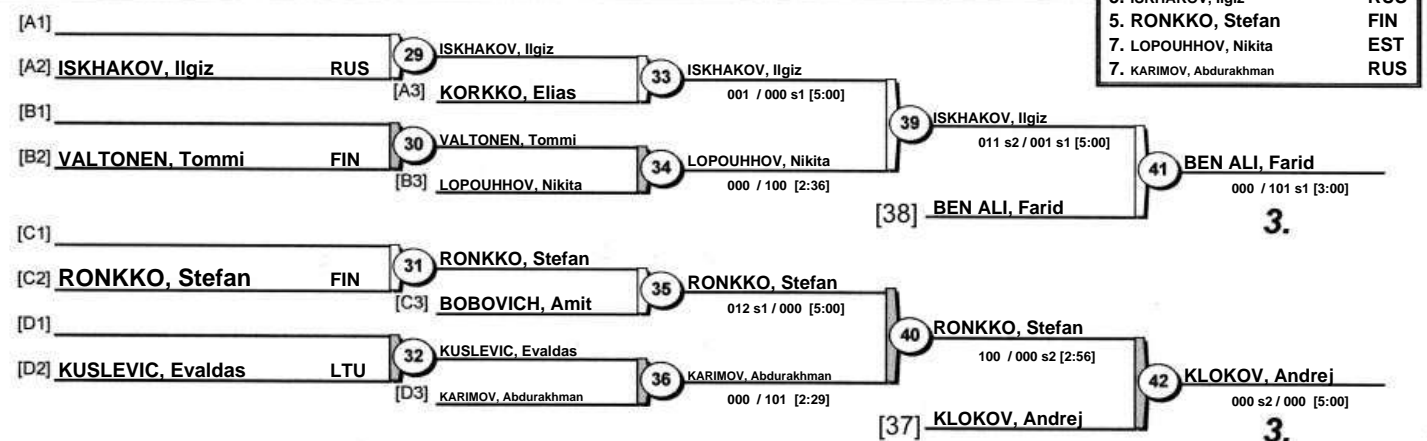 RUS
5. RONKKO, Stefan FIN
7. LOPOUHHOV, Nikita EST
7. KARIMOV, Abdurakhman RUS
[A1]
[A2] ISKHAKOV, Ilgiz RUS
29 ISKHAKOV, Ilgiz
[A3] KORKKO, Elias
33 ISKHAKOV, Ilgiz
001 / 000 s1 [5:00]
[B1]
[B2] VALTONEN, Tommi FIN
30 VALTONEN, Tommi
[B3] LOPOUHHOV, Nikita
34 LOPOUHHOV, Nikita
000 / 100 [2:36]
39 ISKHAKOV, Ilgiz
011 s2 / 001 s1 [5:00]
[38] BEN ALI, Farid
41 BEN ALI, Farid
000 / 101 s1 [3:00]
3.
[C1]
[C2] RONKKO, Stefan FIN
31 RONKKO, Stefan
[C3] BOBOVICH, Amit
35 RONKKO, Stefan
012 s1 / 000 [5:00]
[D1]
[D2] KUSLEVIC, Evaldas LTU
32 KUSLEVIC, Evaldas
[D3] KARIMOV, Abdurakhman
36 KARIMOV, Abdurakhman
000 / 101 [2:29]
40 RONKKO, Stefan
100 / 000 s2 [2:56]
[37] KLOKOV, Andrej
42 KLOKOV, Andrej
000 s2 / 000 [5:00]
3.